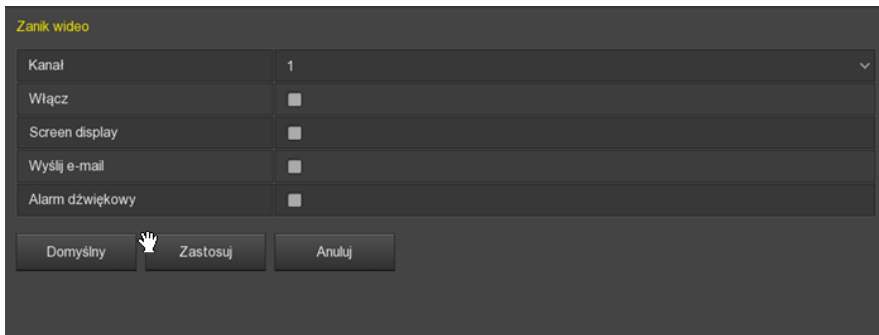 Zanik wideo
Kanał 1
Włącz
Screen display
Wyślij e-mail
Alarm dźwiękowy
Domyślny Zastosuj Anuluj